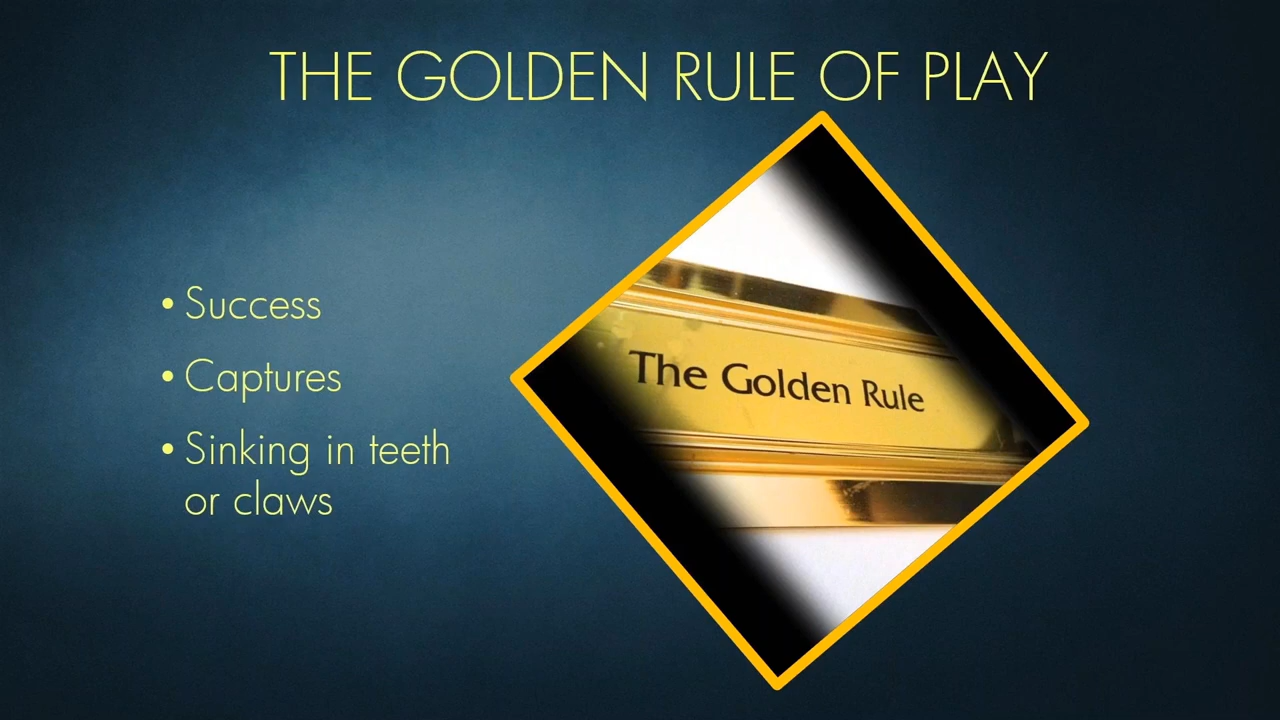 THE GOLDEN RULE OF PLAY
• Success
• Captures
• Sinking in teeth
or claws
The Golden Rule